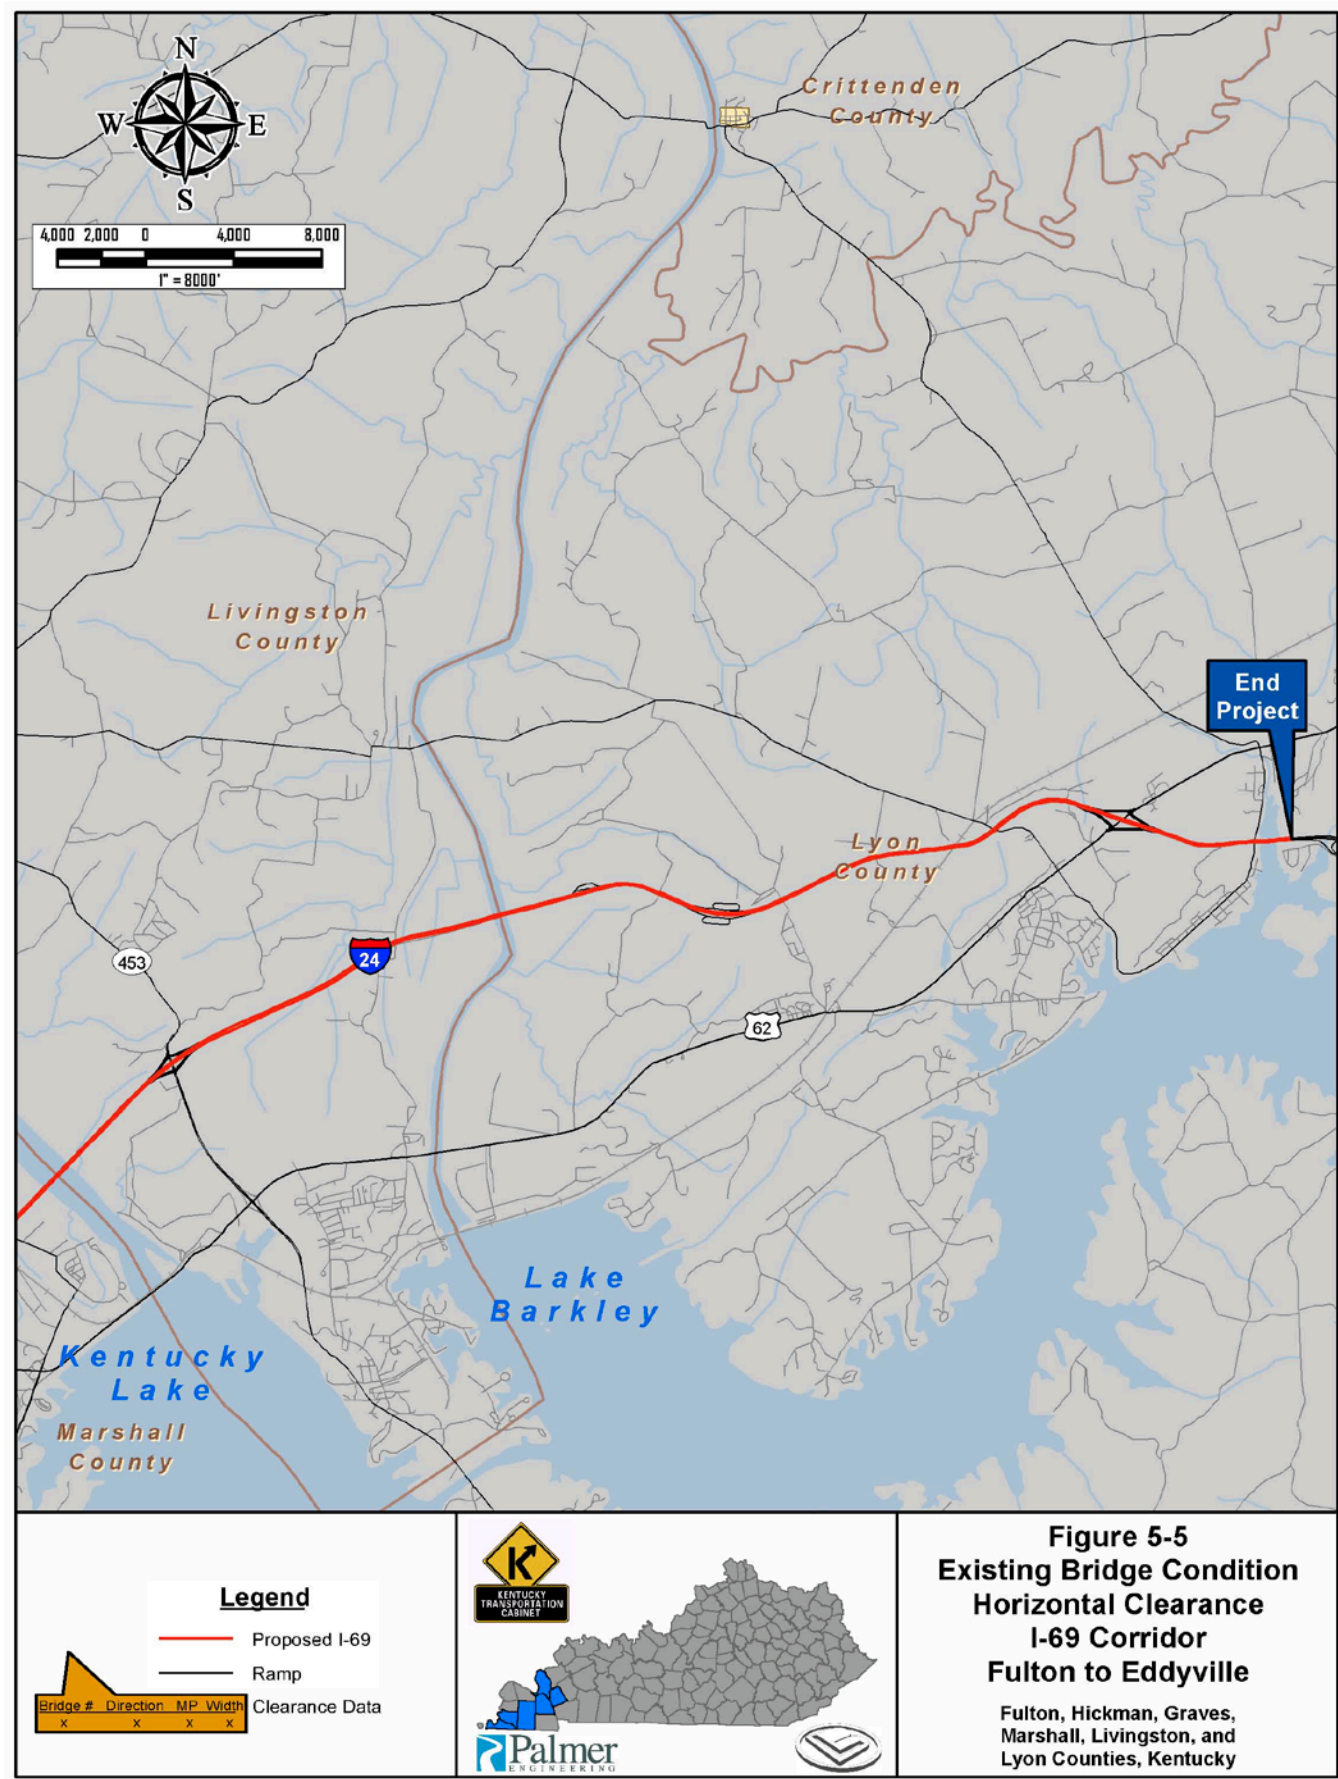 N
W
E
S
4,000 2,000 0 4,000 8,000
1" = 8000'
Crittenden
County
Livingston
County
End
Project
Lyon
County
453
24
62
Lake
Barkley
Kentucky
Lake
Marshall
County
Legend
Proposed I-69
Ramp
Bridge # Direction MP Width
x x x x
Clearance Data
K
KENTUCKY
TRANSPORTATION
CABINET
Palmer
ENGINEERING
Figure 5-5
Existing Bridge Condition
Horizontal Clearance
I-69 Corridor
Fulton to Eddyville
Fulton, Hickman, Graves,
Marshall, Livingston, and
Lyon Counties, Kentucky